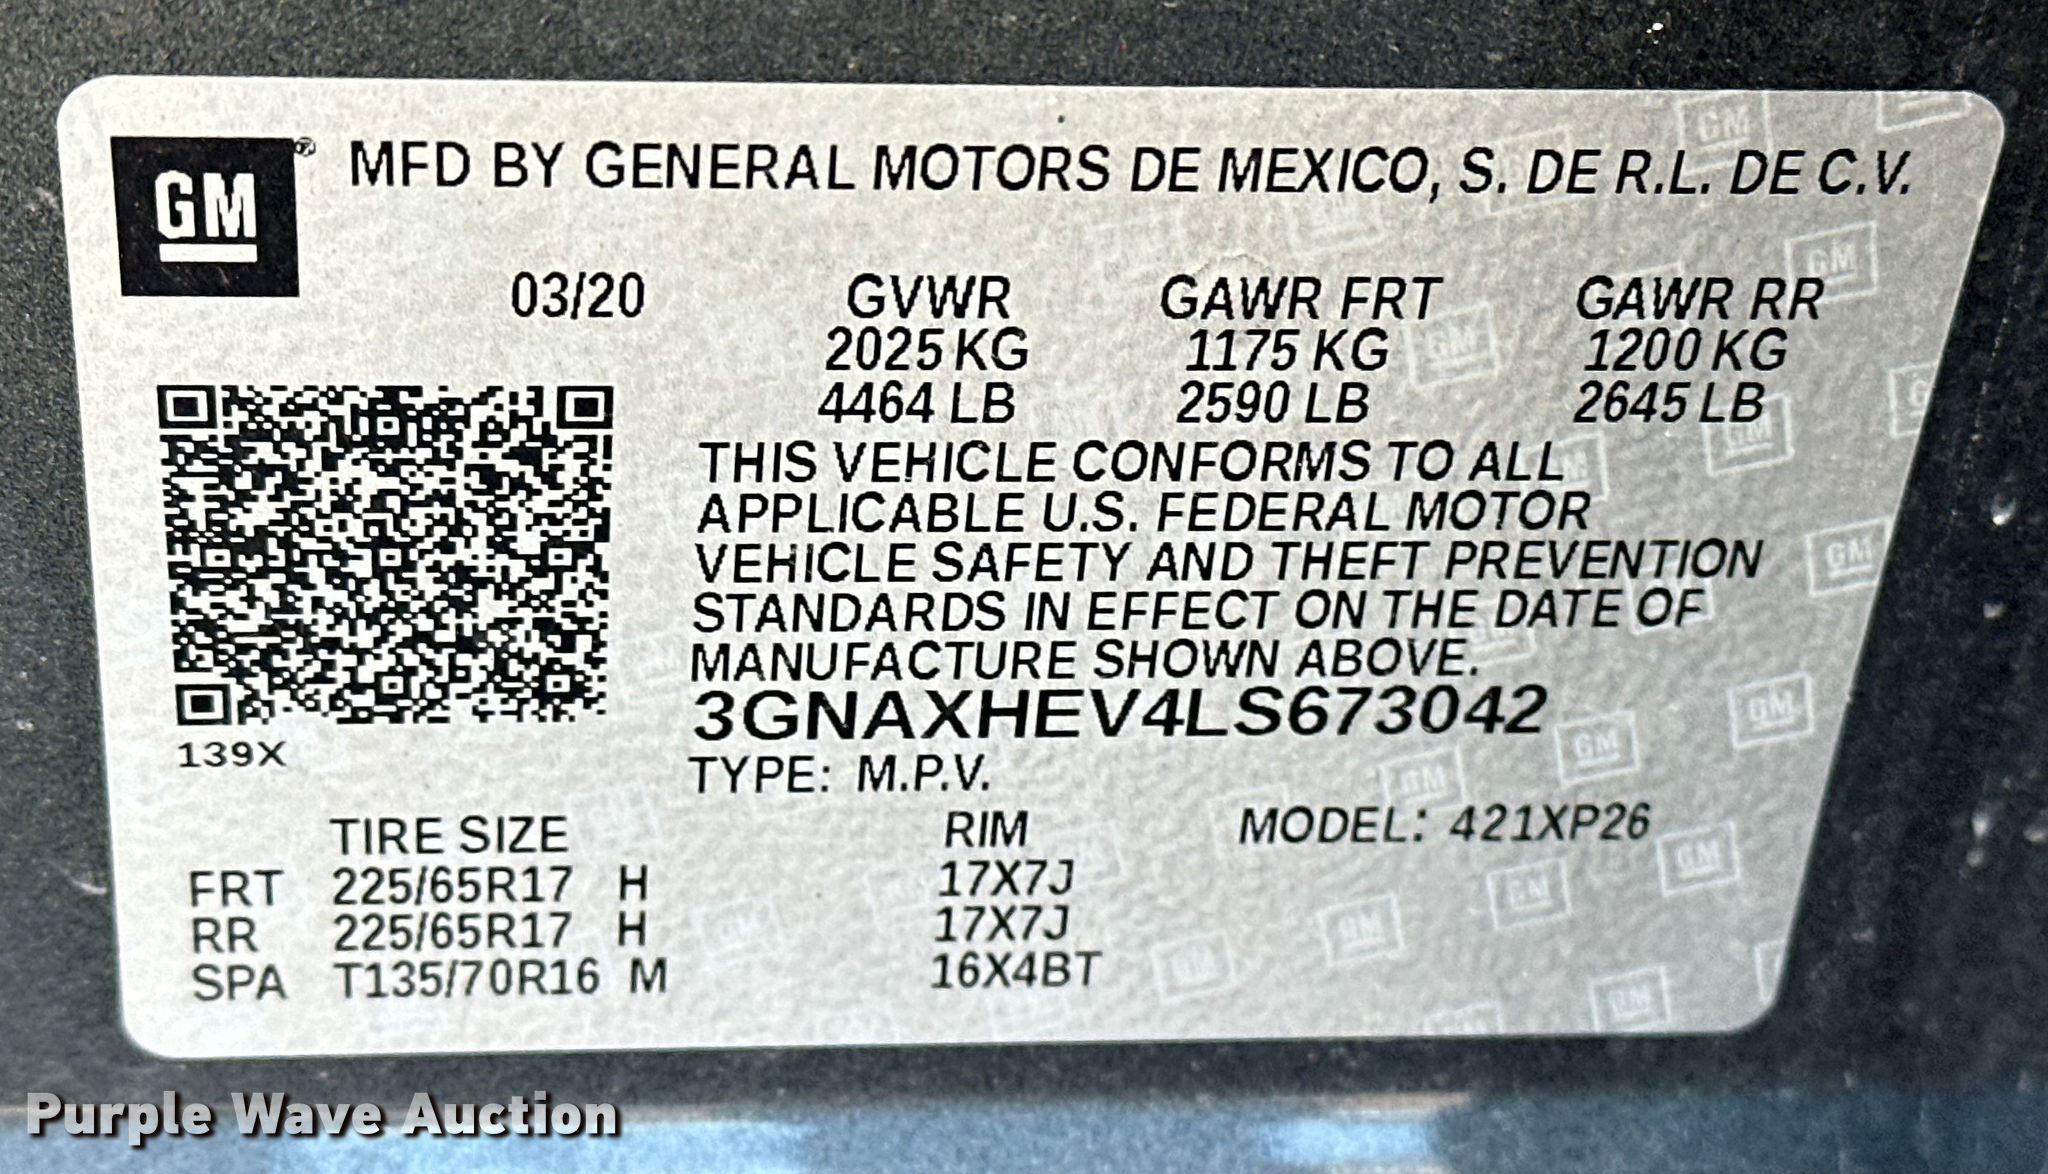 GM® MFD BY GENERAL MOTORS DE MEXICO, S. DE R.L. DE C.V.
03/20 GVWR GAWR FRT GAWR RR
2025 KG 1175 KG 1200 KG
4464 LB 2590 LB 2645 LB
THIS VEHICLE CONFORMS TO ALL
APPLICABLE U.S. FEDERAL MOTOR
VEHICLE SAFETY AND THEFT PREVENTION
STANDARDS IN EFFECT ON THE DATE OF
MANUFACTURE SHOWN ABOVE.
3GNAXHEV4LS673042
139X
TYPE: M.P.V.
TIRE SIZE RIM MODEL: 421XP26
FRT 225/65R17 H 17X7J
RR 225/65R17 H 17X7J
SPA T135/70R16 M 16X4BT
Purple Wave Auction